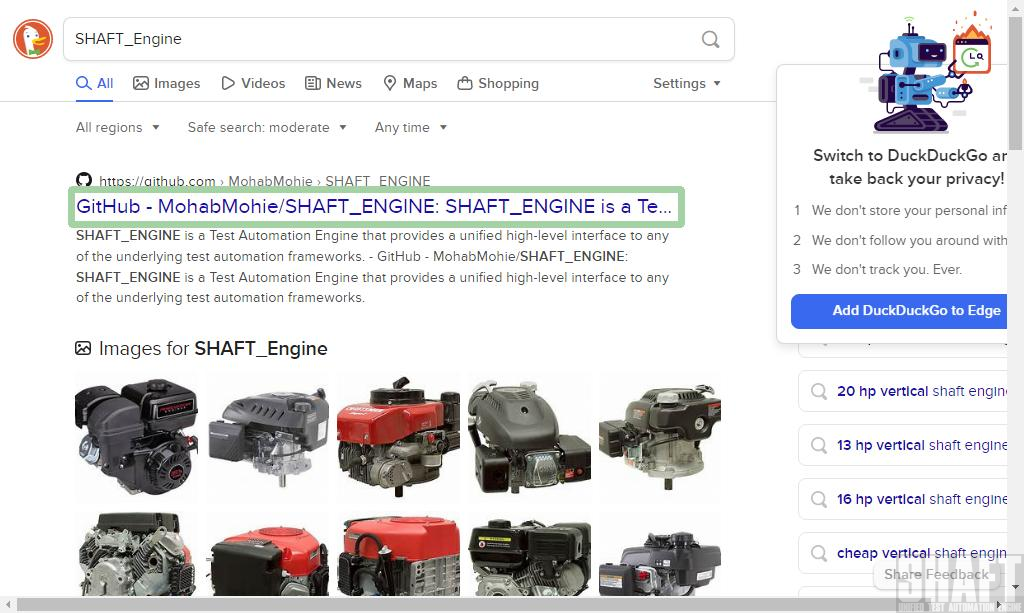 SHAFT_Engine
All Images Videos News Maps Shopping Settings
All regions Safe search: moderate Any time
https://github.com › MohabMohie › SHAFT_ENGINE
GitHub - MohabMohie/SHAFT_ENGINE: SHAFT_ENGINE is a Te...
SHAFT_ENGINE is a Test Automation Engine that provides a unified high-level interface to any
of the underlying test automation frameworks. - GitHub - MohabMohie/SHAFT_ENGINE:
SHAFT_ENGINE is a Test Automation Engine that provides a unified high-level interface to any
of the underlying test automation frameworks.
Images for SHAFT_Engine
Switch to DuckDuckGo an
take back your privacy!
1 We don't store your personal inf
2 We don't follow you around with
3 We don't track you. Ever.
Add DuckDuckGo to Edge
20 hp vertical shaft engine
13 hp vertical shaft engine
16 hp vertical shaft engine
cheap vertical shaft engin
Share Feedback
SHAFT